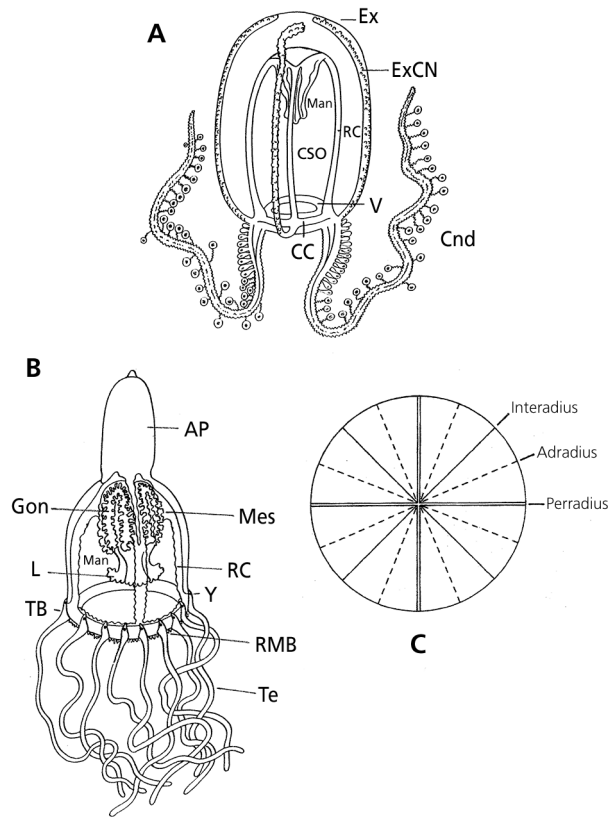 A
Ex
ExCN
Man
RC
CSO
V
CC
Cnd
B
AP
Gon
Mes
Man
L
RC
Y
TB
RMB
Te
Interadius
Adradius
Perradius
C